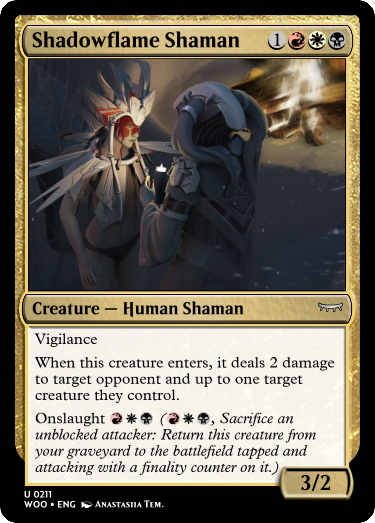 Shadowflame Shaman 1
Creature — Human Shaman
Vigilance
When this creature enters, it deals 2 damage
to target opponent and up to one target
creature they control.
Onslaught (, Sacrifice an
unblocked attacker: Return this creature from
your graveyard to the battlefield tapped and
attacking with a finality counter on it.)
3/2
U 0211
WOO • ENG Anastasiia Tem.